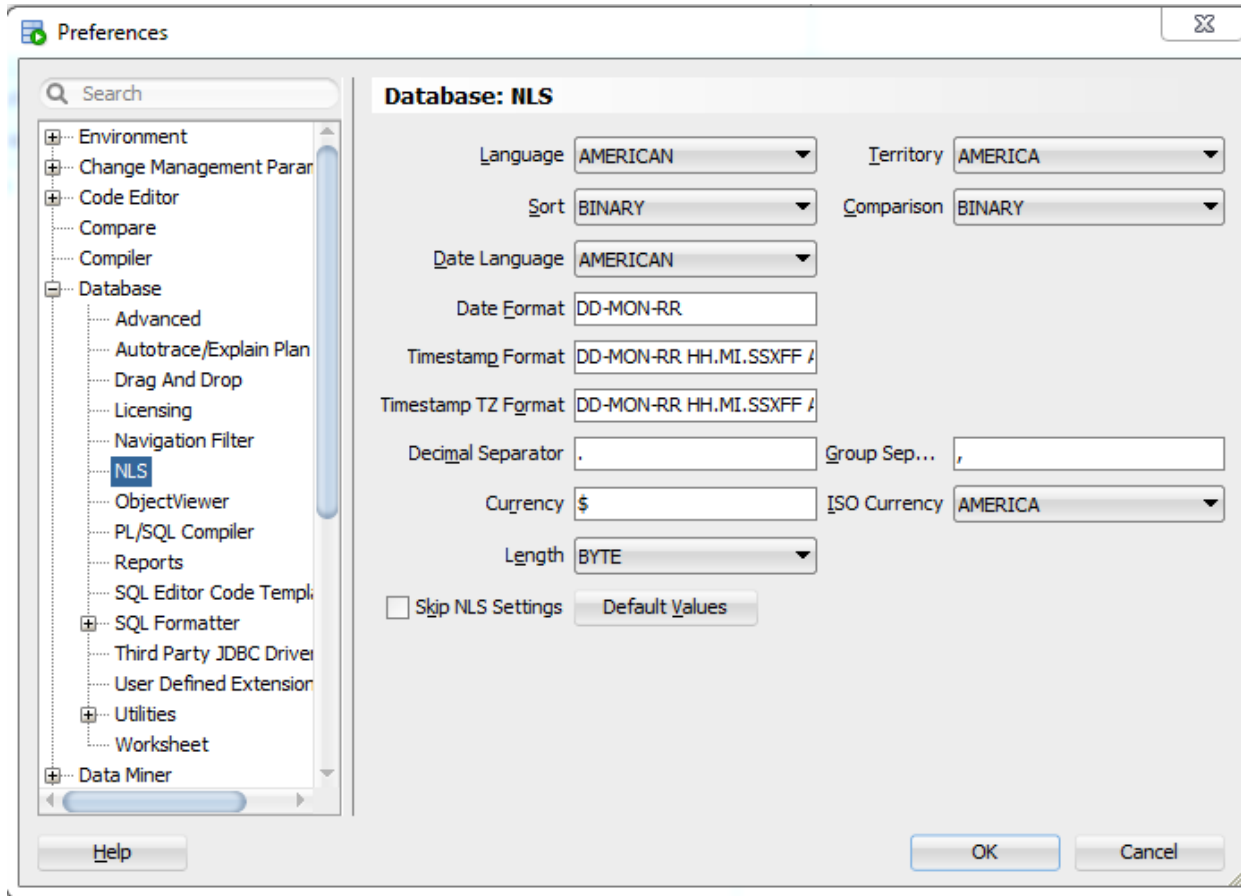 Preferences
Search
Environment
Change Management Param
Code Editor
Compare
Compiler
Database
Advanced
Autotrace/Explain Plan
Drag And Drop
Licensing
Navigation Filter
NLS
ObjectViewer
PL/SQL Compiler
Reports
SQL Editor Code Templa
SQL Formatter
Third Party JDBC Driver
User Defined Extension
Utilities
Worksheet
Data Miner
Database: NLS
Language AMERICAN Territory AMERICA
Sort BINARY Comparison BINARY
Date Language AMERICAN
Date Format DD-MON-RR
Timestamp Format DD-MON-RR HH.MI.SSXFF A
Timestamp TZ Format DD-MON-RR HH.MI.SSXFF A
Decimal Separator . Group Sep... ,
Currency $ ISO Currency AMERICA
Length BYTE
Skip NLS Settings Default Values
Help OK Cancel